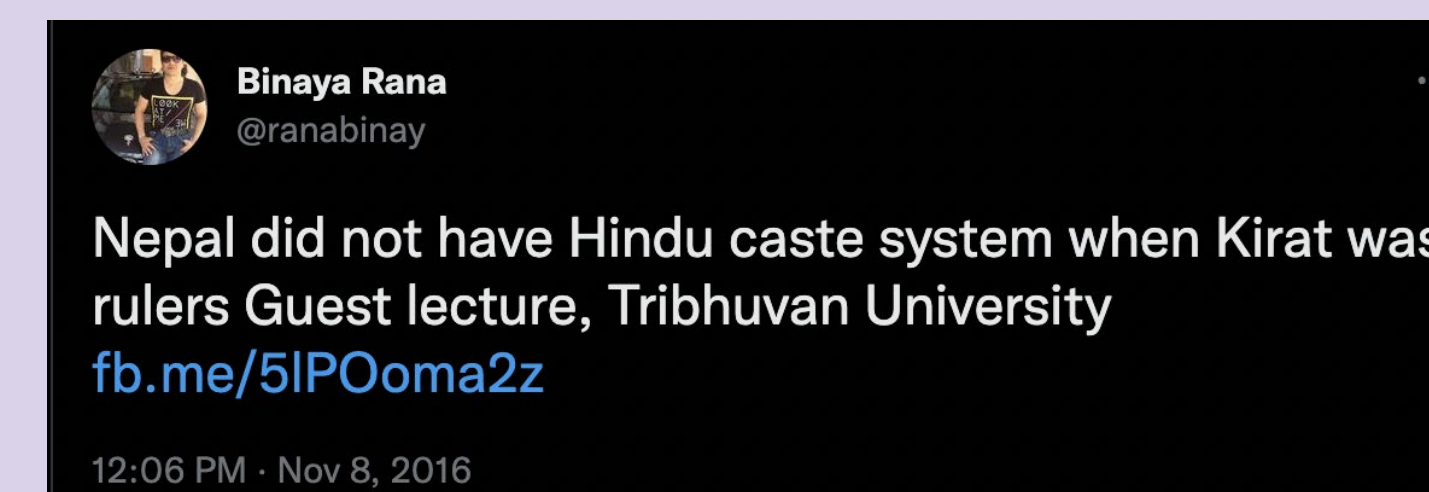 Binaya Rana
@ranabinay
Nepal did not have Hindu caste system when Kirat was
rulers Guest lecture, Tribhuvan University
fb.me/5lPOoma2z
12:06 PM · Nov 8, 2016